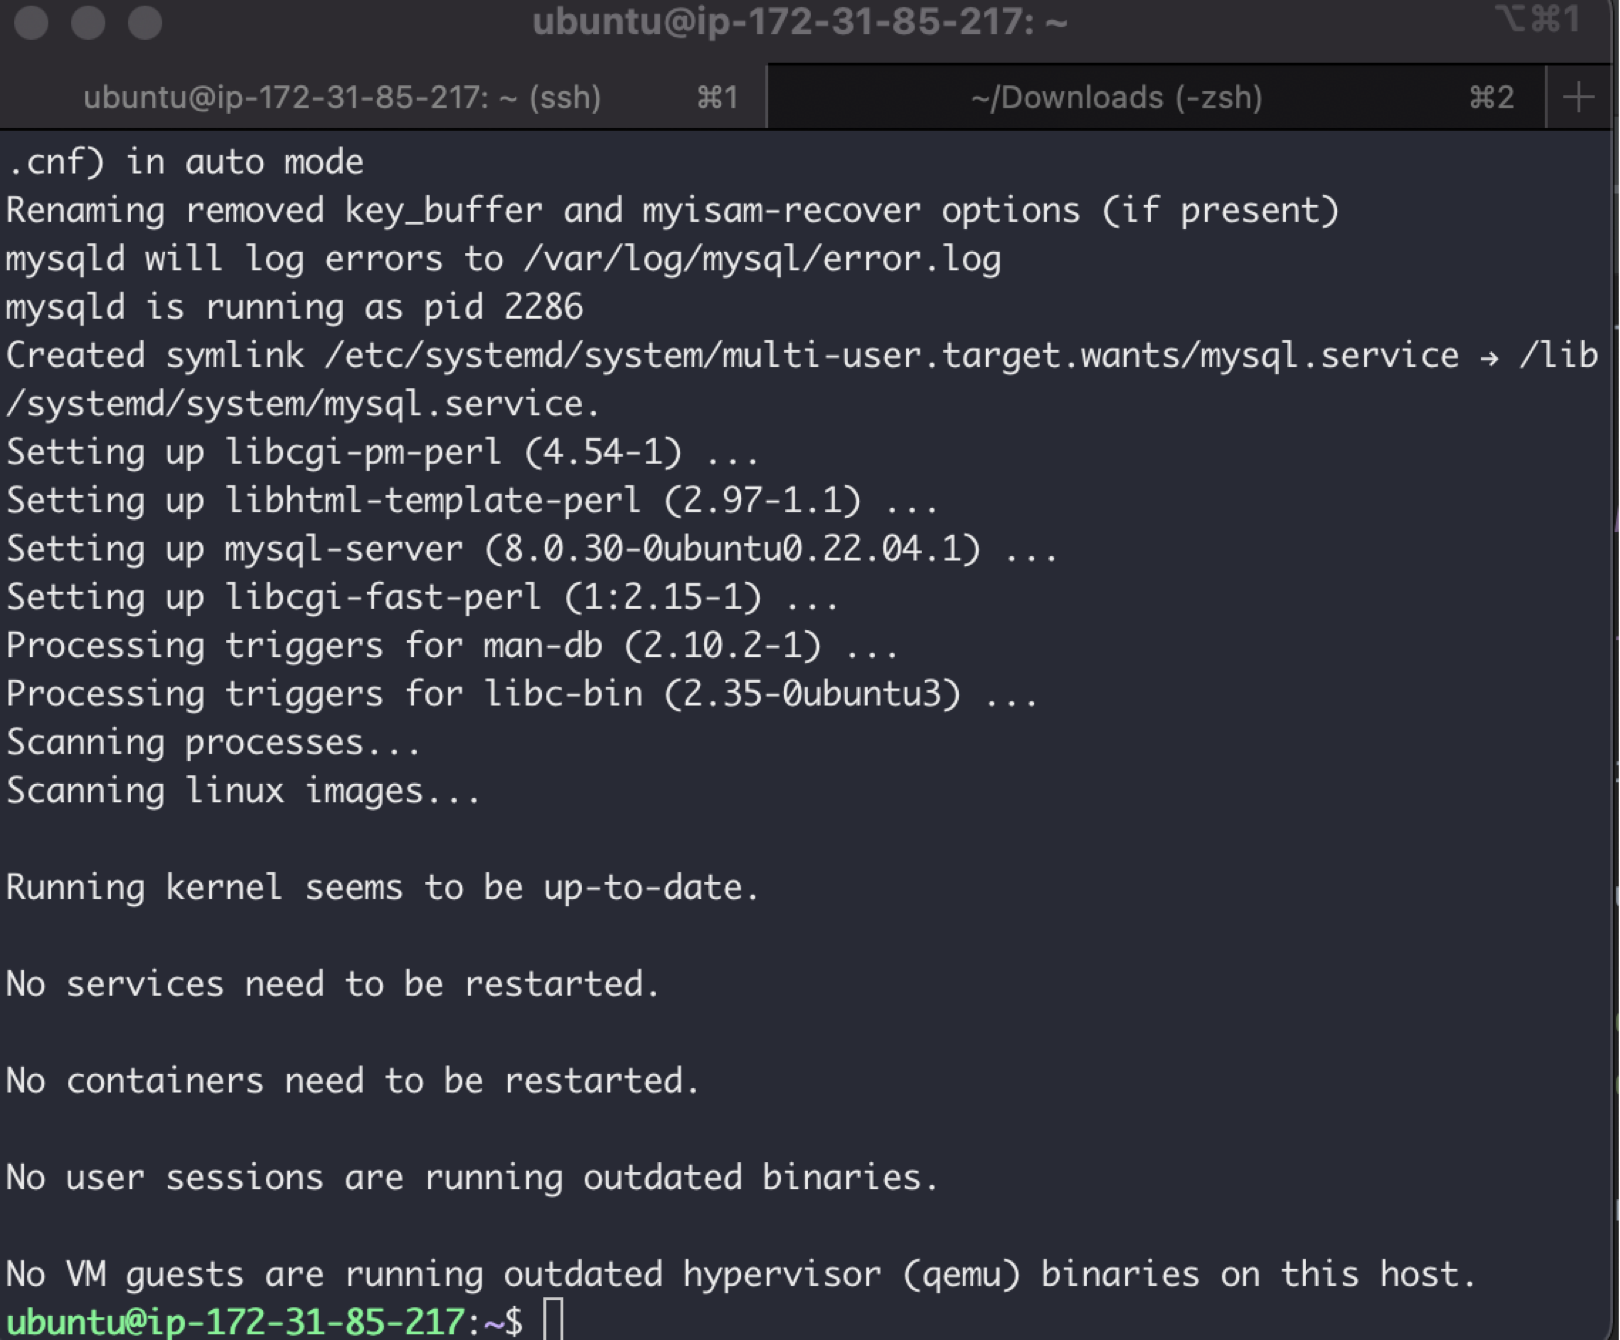 ubuntu@ip-172-31-85-217: ~ ⌥⌘1
ubuntu@ip-172-31-85-217: ~ (ssh) ⌘1 ~/Downloads (-zsh) ⌘2 +
.cnf) in auto mode
Renaming removed key_buffer and myisam-recover options (if present)
mysqld will log errors to /var/log/mysql/error.log
mysqld is running as pid 2286
Created symlink /etc/systemd/system/multi-user.target.wants/mysql.service → /lib
/systemd/system/mysql.service.
Setting up libcgi-pm-perl (4.54-1) ...
Setting up libhtml-template-perl (2.97-1.1) ...
Setting up mysql-server (8.0.30-0ubuntu0.22.04.1) ...
Setting up libcgi-fast-perl (1:2.15-1) ...
Processing triggers for man-db (2.10.2-1) ...
Processing triggers for libc-bin (2.35-0ubuntu3) ...
Scanning processes...
Scanning linux images...
Running kernel seems to be up-to-date.
No services need to be restarted.
No containers need to be restarted.
No user sessions are running outdated binaries.
No VM guests are running outdated hypervisor (qemu) binaries on this host.
ubuntu@ip-172-31-85-217:~$